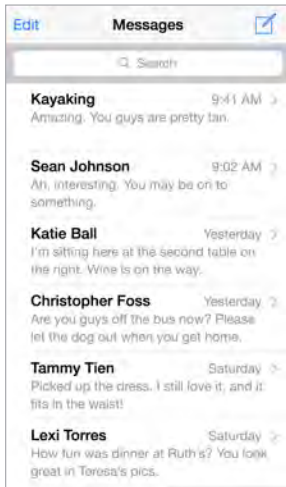 Edit Messages
Search
Kayaking 9:41 AM
Amazing. You guys are pretty tan.
Sean Johnson 9:02 AM
Ah, interesting. You may be on to
something.
Katie Ball Yesterday
I'm sitting here at the second table on
the right. Wine is on the way.
Christopher Foss Yesterday
Are you guys off the bus now? Please
let the dog out when you get home.
Tammy Tien Saturday
Picked up the dress. I still love it, and it
fits in the waist!
Lexi Torres Saturday
How fun was dinner at Ruth's? You look
great in Teresa's pics.